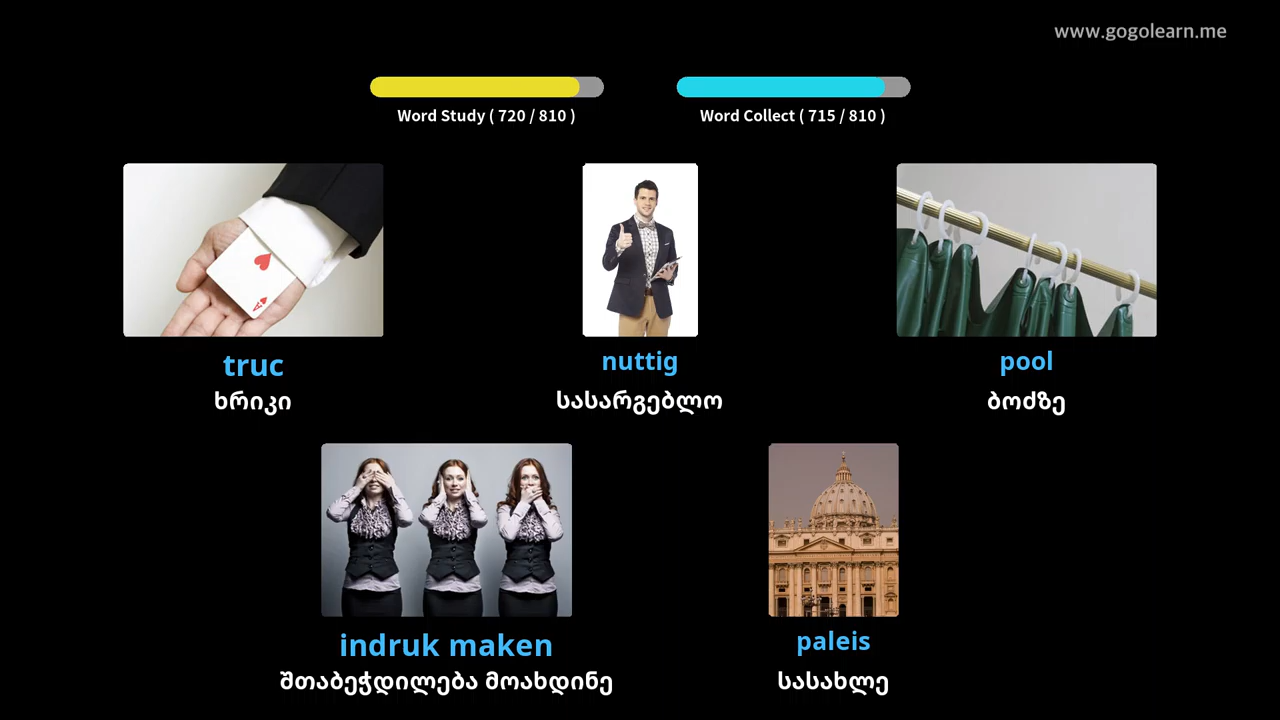 www.gogolearn.me
Word Study ( 720 / 810 )
Word Collect ( 715 / 810 )
truc
ხრიკი
nuttig
სასარგებლო
pool
ბოძზე
indruk maken
შთაბეჭდილება მოახდინე
paleis
სასახლე